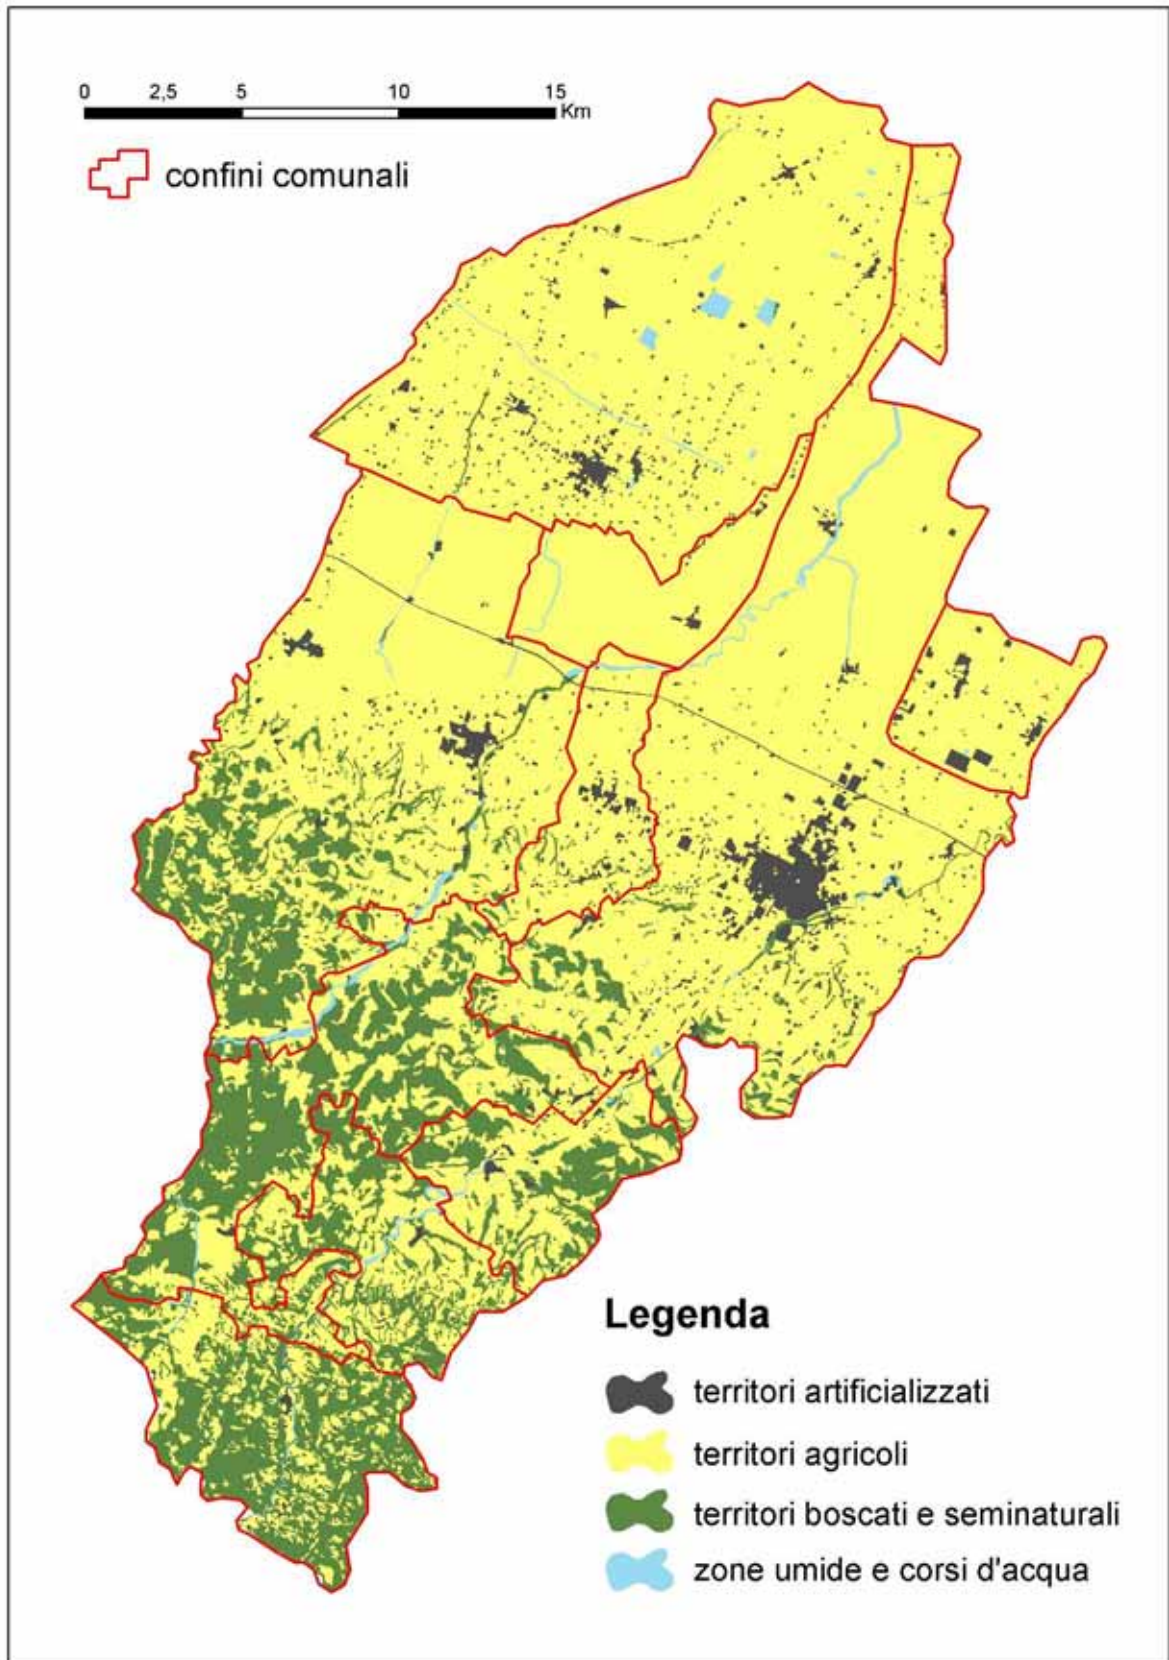 0 2,5 5 10 15
Km
confini comunali
Legenda
territori artificializzati
territori agricoli
territori boscati e seminaturali
zone umide e corsi d'acqua